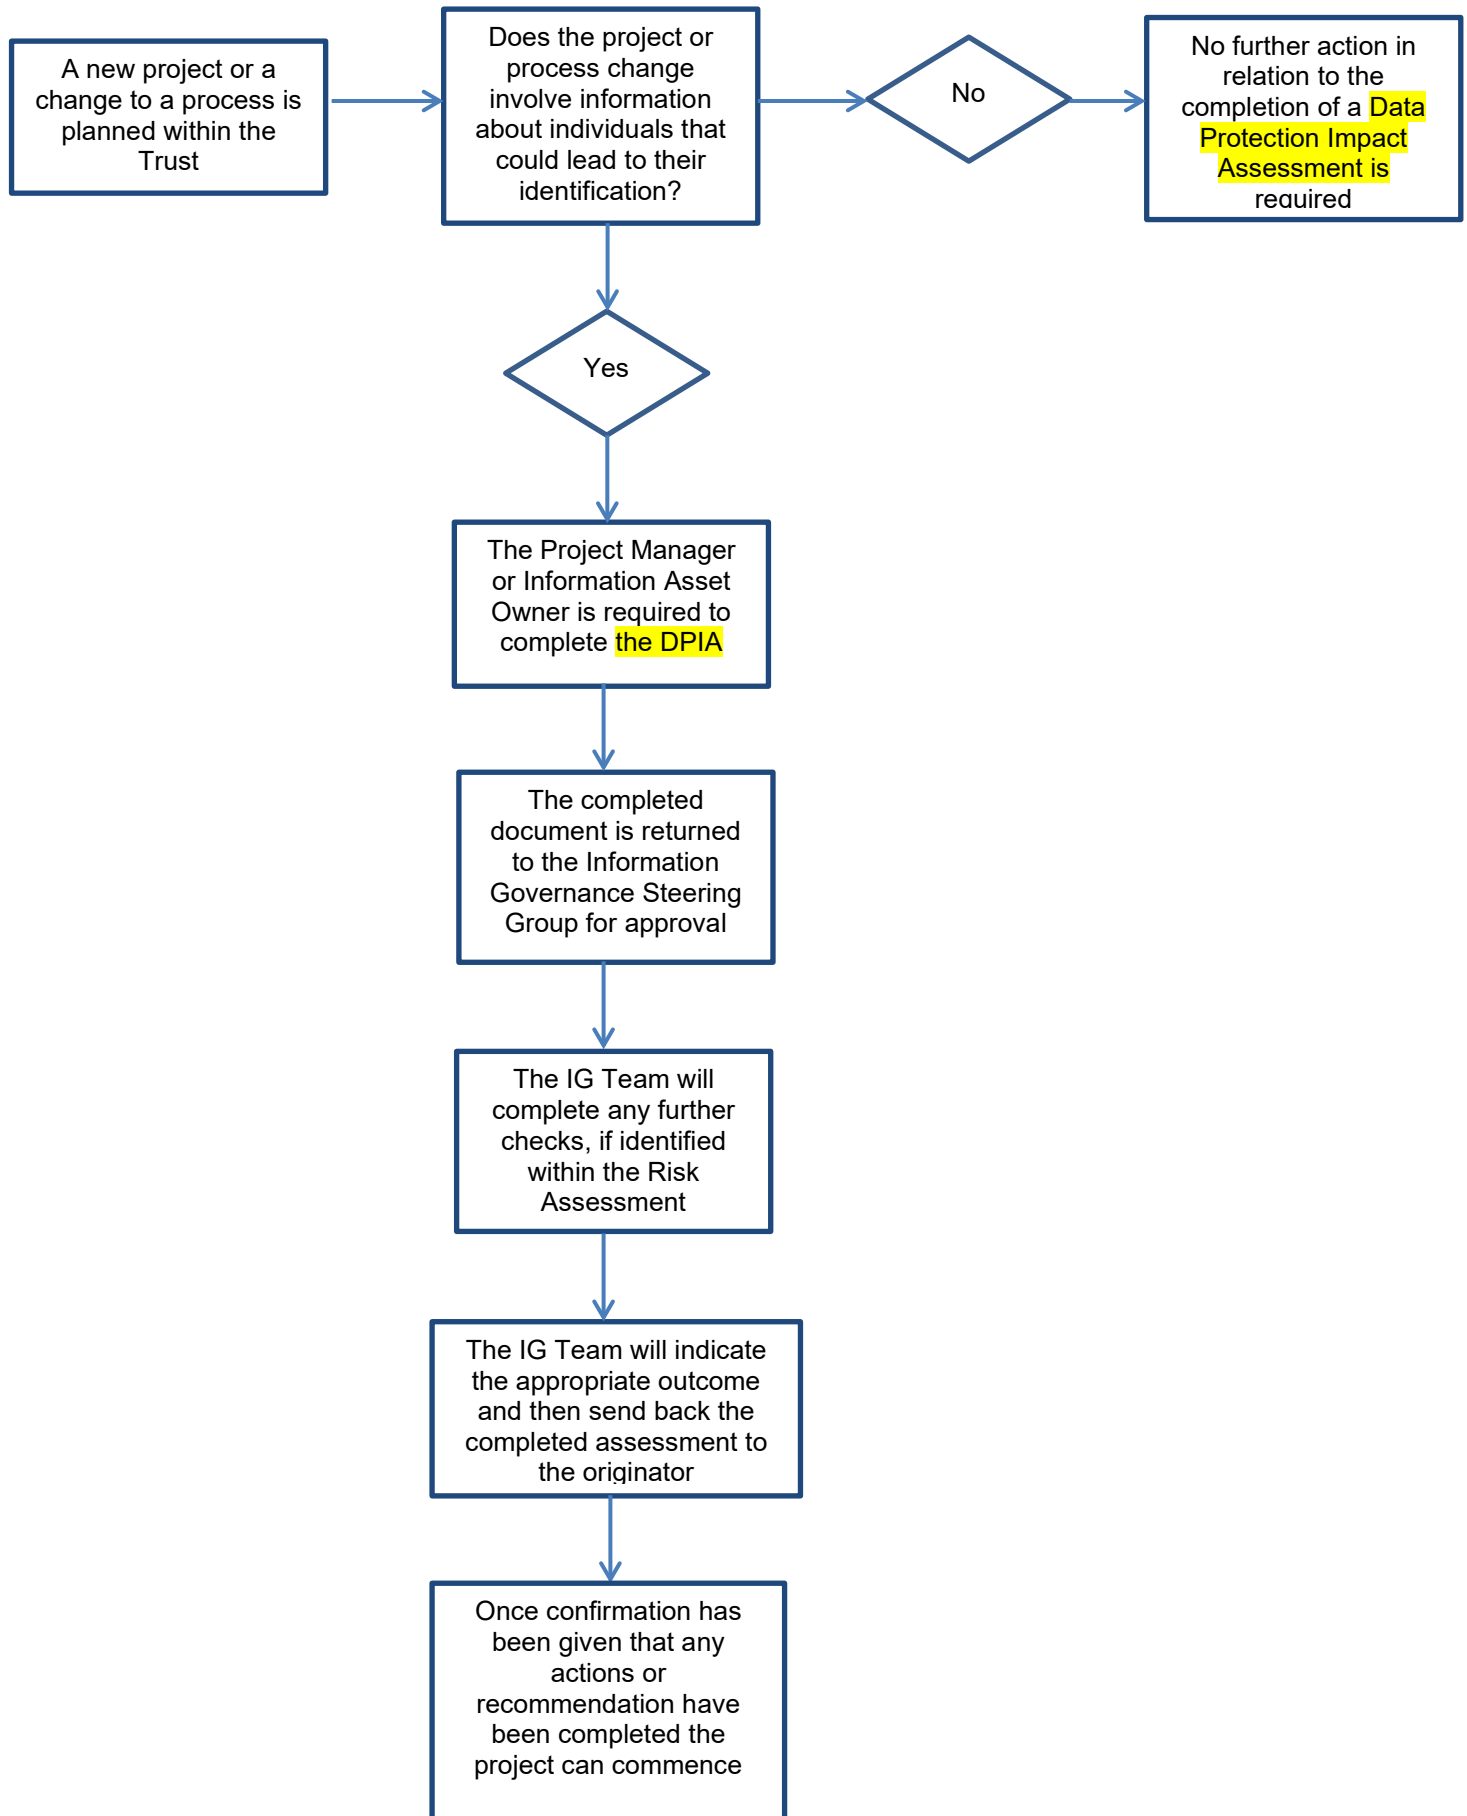 A new project or a
change to a process is
planned within the
Trust
Does the project or
process change
involve information
about individuals that
could lead to their
identification?
No
No further action in
relation to the
completion of a Data
Protection Impact
Assessment is
required
Yes
The Project Manager
or Information Asset
Owner is required to
complete the DPIA
The completed
document is returned
to the Information
Governance Steering
Group for approval
The IG Team will
complete any further
checks, if identified
within the Risk
Assessment
The IG Team will indicate
the appropriate outcome
and then send back the
completed assessment to
the originator
Once confirmation has
been given that any
actions or
recommendation have
been completed the
project can commence